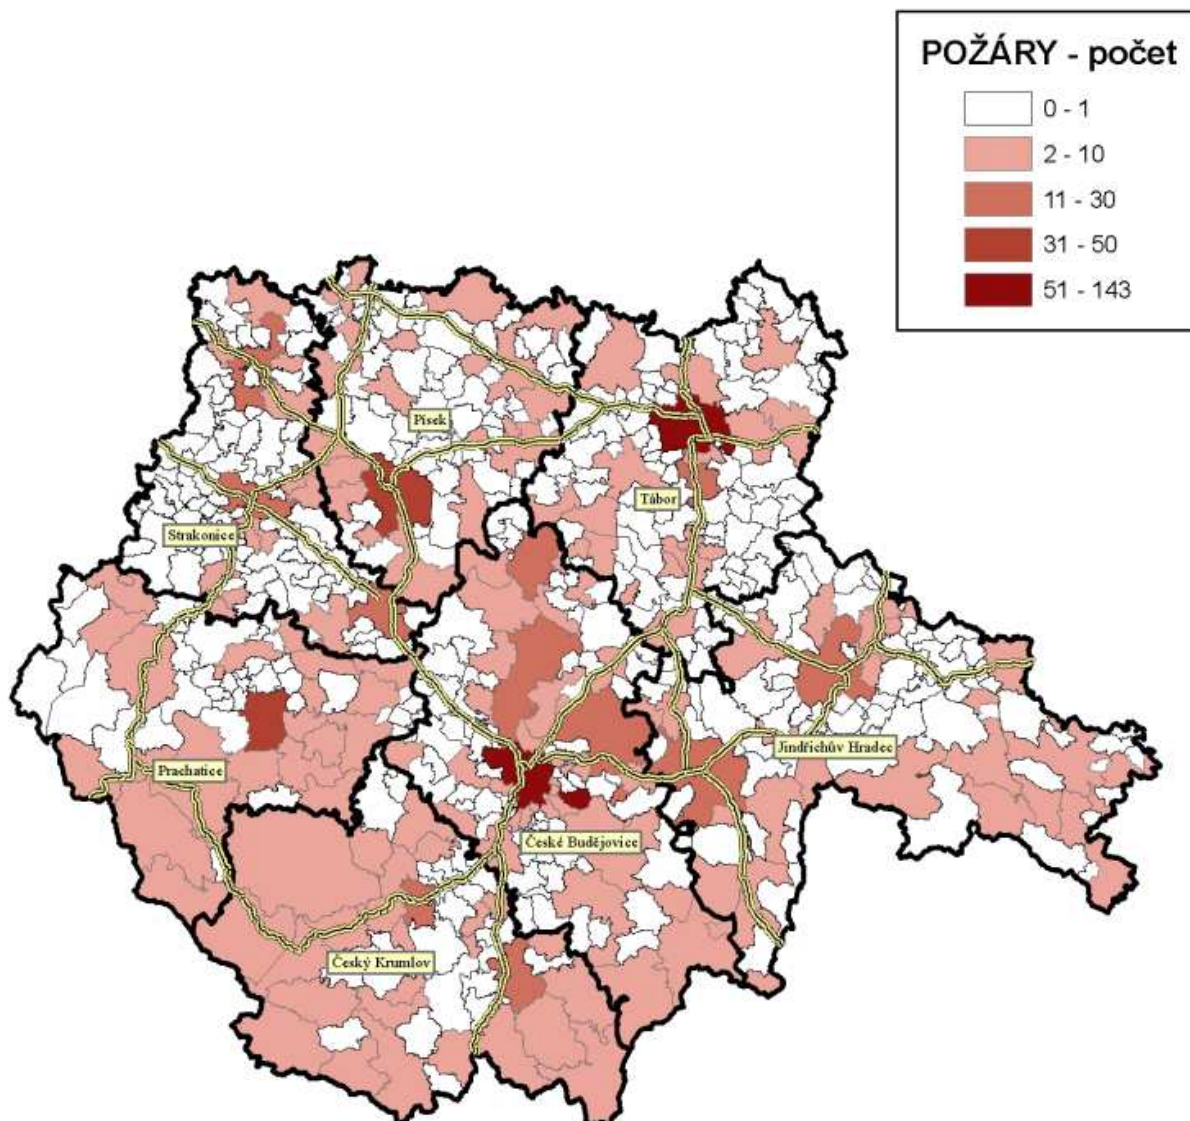 POŽÁRY - počet
0 - 1
2 - 10
11 - 30
31 - 50
51 - 143
Písek
Tábor
Strakonice
Jindřichův Hradec
Prachatice
České Budějovice
Český Krumlov